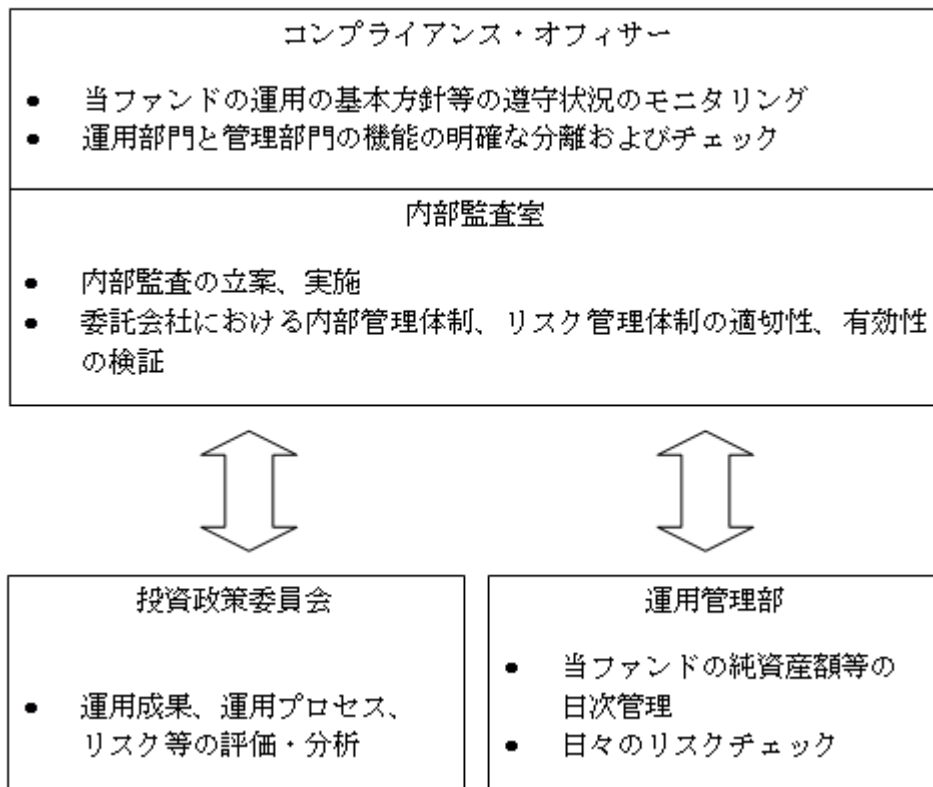 コンプライアンス・オフィサー
● 当ファンドの運用の基本方針等の遵守状況のモニタリング
● 運用部門と管理部門の機能の明確な分離およびチェック
内部監査室
● 内部監査の立案、実施
● 委託会社における内部管理体制、リスク管理体制の適切性、有効性
の検証
投資政策委員会
● 運用成果、運用プロセス、
リスク等の評価・分析
運用管理部
● 当ファンドの純資産額等の
日次管理
● 日々のリスクチェック